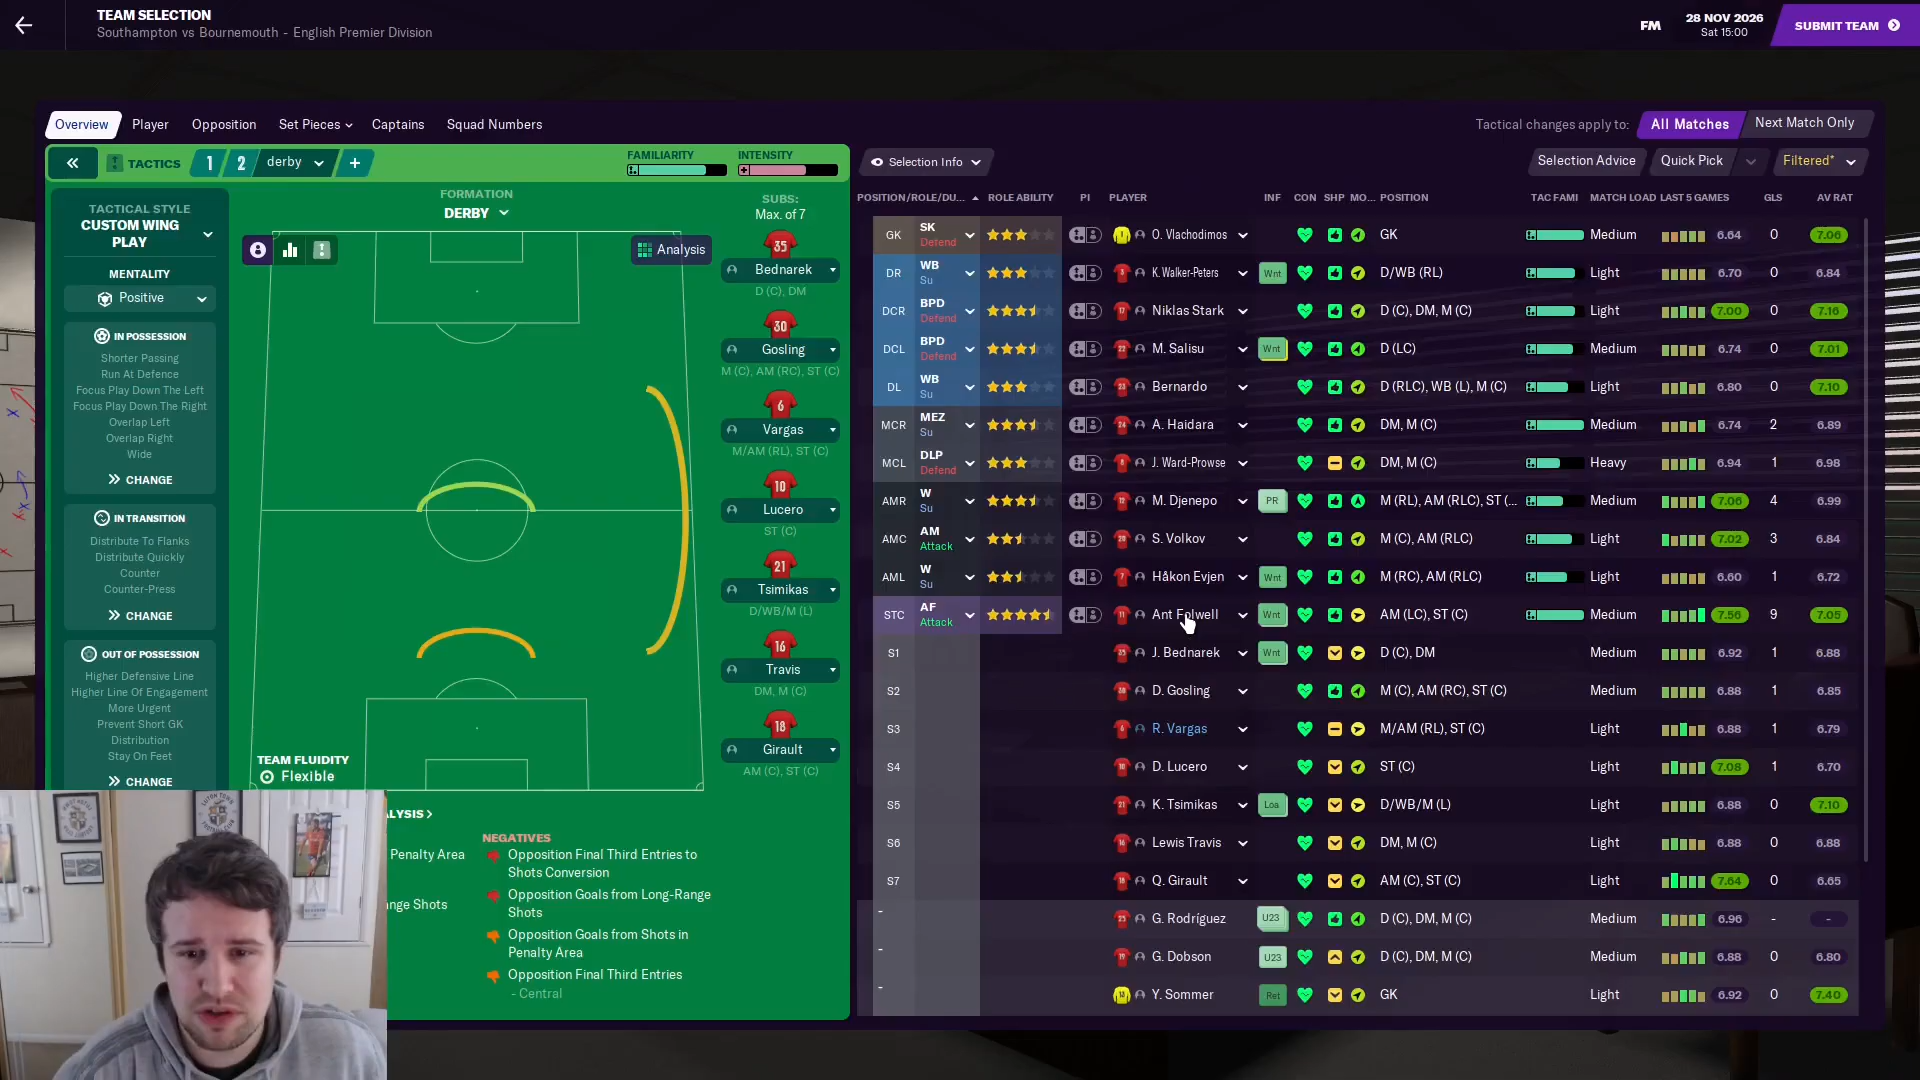 TEAM SELECTION
Southampton vs Bournemouth - English Premier Division
FM
28 NOV 2026
Sat 15:00
SUBMIT TEAM
Overview
Player
Opposition
Set Pieces
Captains
Squad Numbers
Tactical changes apply to:
All Matches
Next Match Only
TACTICS
1
2
derby
+
FAMILIARITY
INTENSITY
Selection Info
Selection Advice
Quick Pick
Filtered*
TACTICAL STYLE
CUSTOM WING
PLAY
MENTALITY
Positive
IN POSSESSION
Shorter Passing
Run At Defence
Focus Play Down The Left
Focus Play Down The Right
Overlap Left
Overlap Right
Wide
CHANGE
IN TRANSITION
Distribute To Flanks
Distribute Quickly
Counter
Counter-Press
CHANGE
OUT OF POSSESSION
Higher Defensive Line
Higher Line Of Engagement
More Urgent
Prevent Short GK
Distribution
Stay On Feet
CHANGE
FORMATION
DERBY
Analysis
TEAM FLUIDITY
Flexible
SUBS:
Max. of 7
35
Bednarek
D (C), DM
30
Gosling
M (C), AM (RC), ST (C)
6
Vargas
M/AM (RL), ST (C)
10
Lucero
ST (C)
21
Tsimikas
D/WB/M (L)
16
Travis
DM, M (C)
18
Girault
AM (C), ST (C)
ALYSIS
Penalty Area
nge Shots
NEGATIVES
Opposition Final Third Entries to
Shots Conversion
Opposition Goals from Long-Range
Shots
Opposition Goals from Shots in
Penalty Area
Opposition Final Third Entries
- Central
POSITION/ROLE/DU... ROLE ABILITY PI PLAYER INF CON SHP MO... POSITION TAC FAMI MATCH LOAD LAST 5 GAMES GLS AV RAT
GK SK Defend O. Vlachodimos GK Medium 6.64 0 7.06
DR WB Su K. Walker-Peters Wnt D/WB (RL) Light 6.70 0 6.84
DCR BPD Defend Niklas Stark D (C), DM, M (C) Light 7.00 0 7.16
DCL BPD Defend M. Salisu Wnt D (LC) Medium 6.74 0 7.01
DL WB Su Bernardo D (RLC), WB (L), M (C) Light 6.80 0 7.10
MCR MEZ Su A. Haidara DM, M (C) Medium 6.74 2 6.89
MCL DLP Defend J. Ward-Prowse DM, M (C) Heavy 6.94 1 6.98
AMR W Su M. Djenepo PR M (RL), AM (RLC), ST (... Medium 7.06 4 6.99
AMC AM Attack S. Volkov M (C), AM (RLC) Light 7.02 3 6.84
AML W Su Håkon Evjen Wnt M (RC), AM (RLC) Light 6.60 1 6.72
STC AF Attack Ant Folwell Wnt AM (LC), ST (C) Medium 7.56 9 7.05
S1 J. Bednarek Wnt D (C), DM Medium 6.92 1 6.88
S2 D. Gosling M (C), AM (RC), ST (C) Medium 6.88 1 6.85
S3 R. Vargas M/AM (RL), ST (C) Light 6.88 1 6.79
S4 D. Lucero ST (C) Light 7.08 1 6.70
S5 K. Tsimikas Loa D/WB/M (L) Light 6.88 0 7.10
S6 Lewis Travis DM, M (C) Light 6.88 0 6.88
S7 Q. Girault AM (C), ST (C) Light 7.64 0 6.65
- G. Rodríguez U23 D (C), DM, M (C) Medium 6.96 - -
- G. Dobson U23 D (C), DM, M (C) Medium 6.88 0 6.80
- Y. Sommer Ret GK Light 6.92 0 7.40